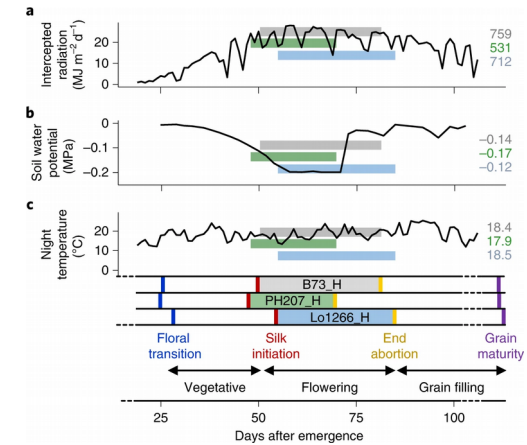 a
Intercepted
radiation
(MJ m⁻² d⁻¹)
20
10
0
759
531
712
b
Soil water
potential
(MPa)
0
−0.1
−0.2
−0.14
−0.17
−0.12
c
Night
temperature
(°C)
20
10
0
18.4
17.9
18.5
B73_H
PH207_H
Lo1266_H
Floral
transition
Silk
initiation
End
abortion
Grain
maturity
Vegetative
Flowering
Grain filling
25 50 75 100
Days after emergence